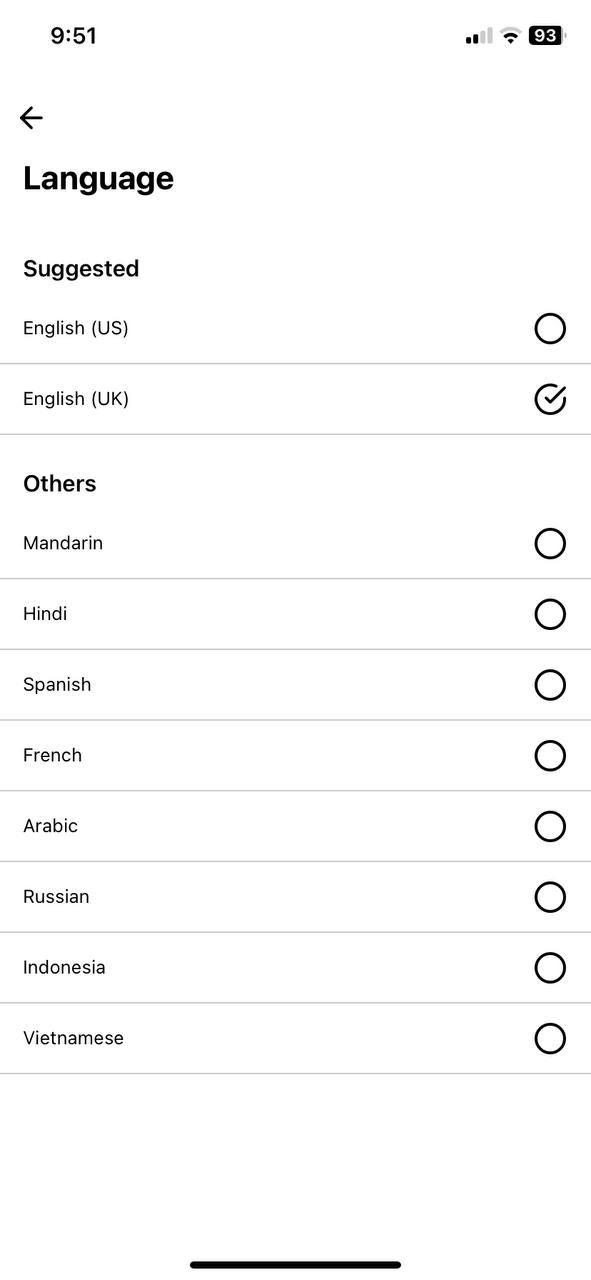 9:51
93
Language
Suggested
English (US)
English (UK)
Others
Mandarin
Hindi
Spanish
French
Arabic
Russian
Indonesia
Vietnamese